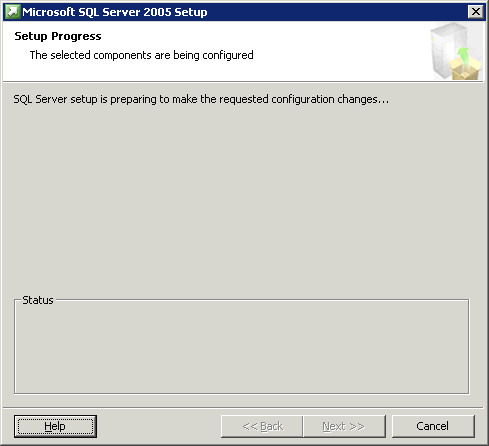 Microsoft SQL Server 2005 Setup
Setup Progress
The selected components are being configured
SQL Server setup is preparing to make the requested configuration changes...
Status
Help
<< Back
Next >>
Cancel